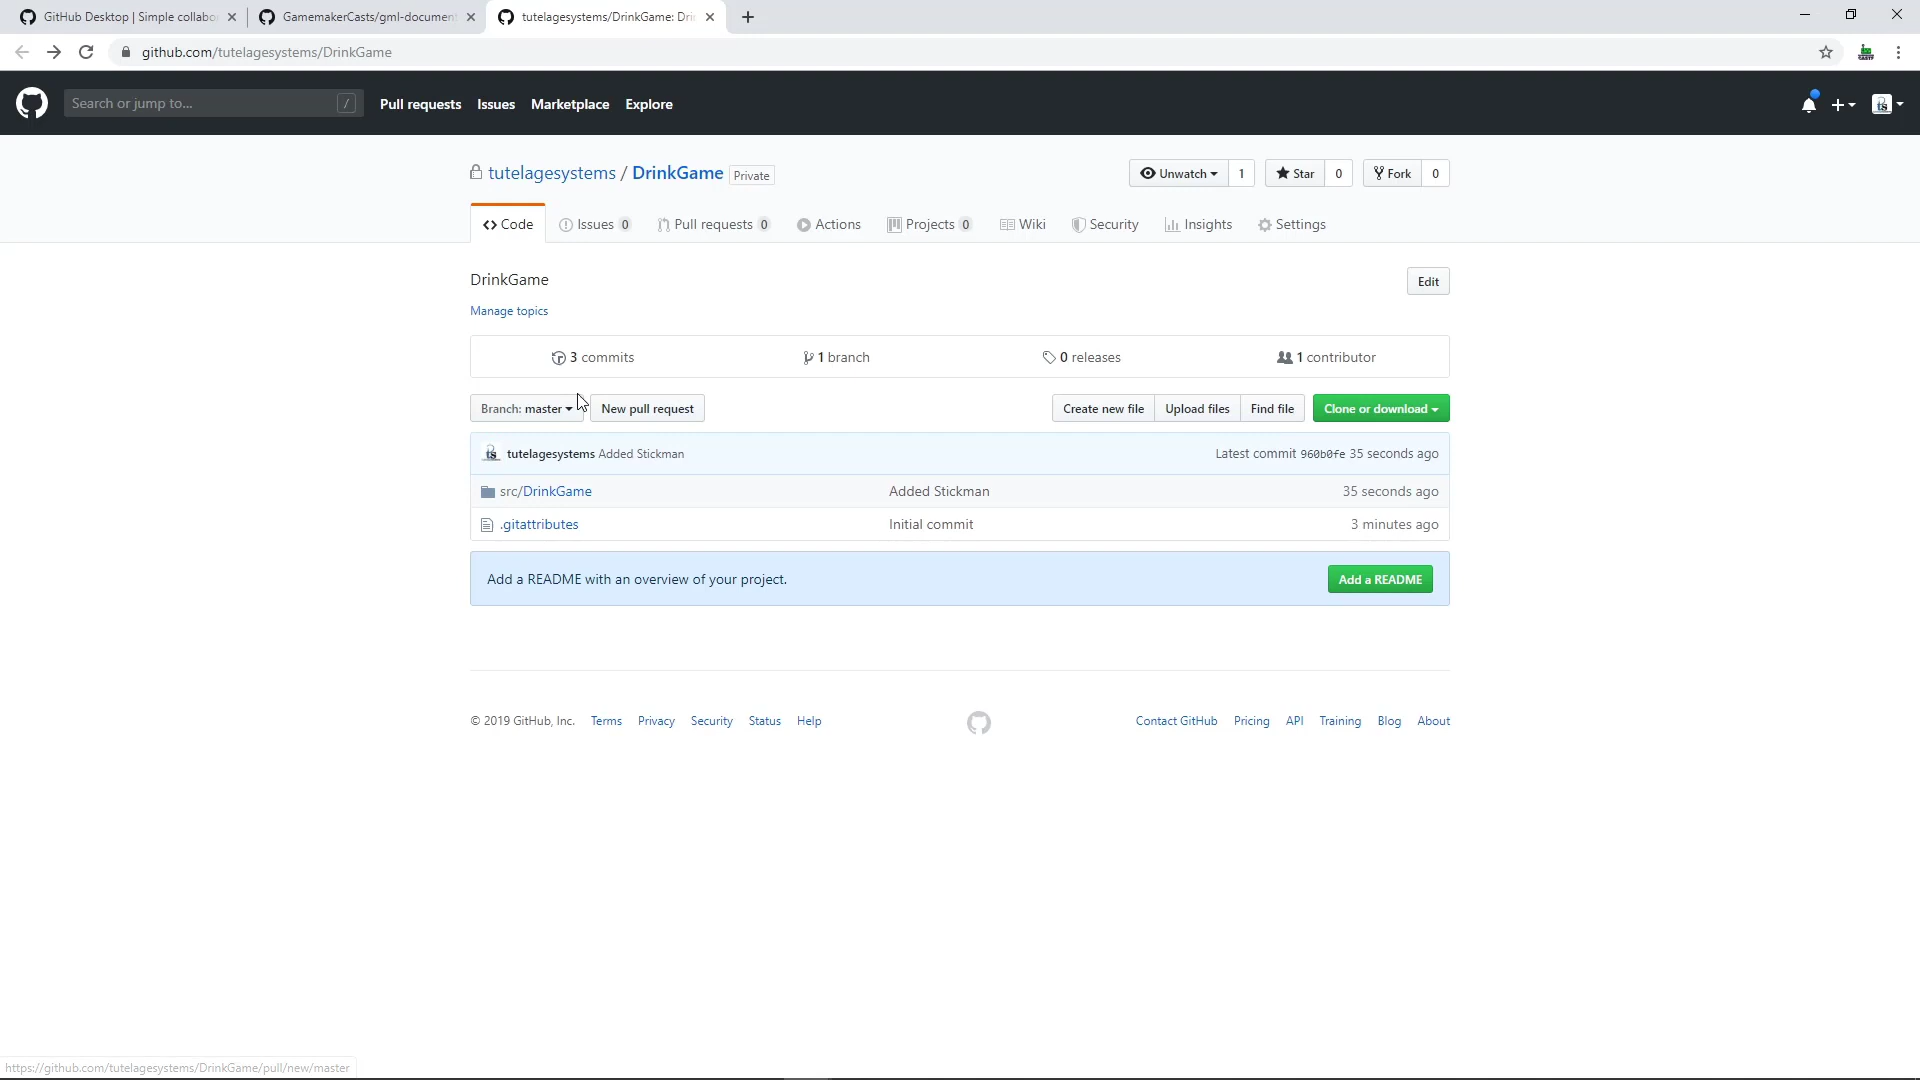 GitHub Desktop | Simple collabo
GamemakerCasts/gml-document
tutelagesystems/DrinkGame: Dri
github.com/tutelagesystems/DrinkGame
Search or jump to...
/
Pull requests
Issues
Marketplace
Explore
ts
tutelagesystems / DrinkGame
Private
Unwatch
1
Star
0
Fork
0
Code
Issues 0
Pull requests 0
Actions
Projects 0
Wiki
Security
Insights
Settings
DrinkGame
Edit
Manage topics
3 commits
1 branch
0 releases
1 contributor
Branch: master
New pull request
Create new file
Upload files
Find file
Clone or download
ts
tutelagesystems Added Stickman
Latest commit 960b0fe 35 seconds ago
src/DrinkGame
Added Stickman
35 seconds ago
.gitattributes
Initial commit
3 minutes ago
Add a README with an overview of your project.
Add a README
© 2019 GitHub, Inc.
Terms
Privacy
Security
Status
Help
Contact GitHub
Pricing
API
Training
Blog
About
https://github.com/tutelagesystems/DrinkGame/pull/new/master